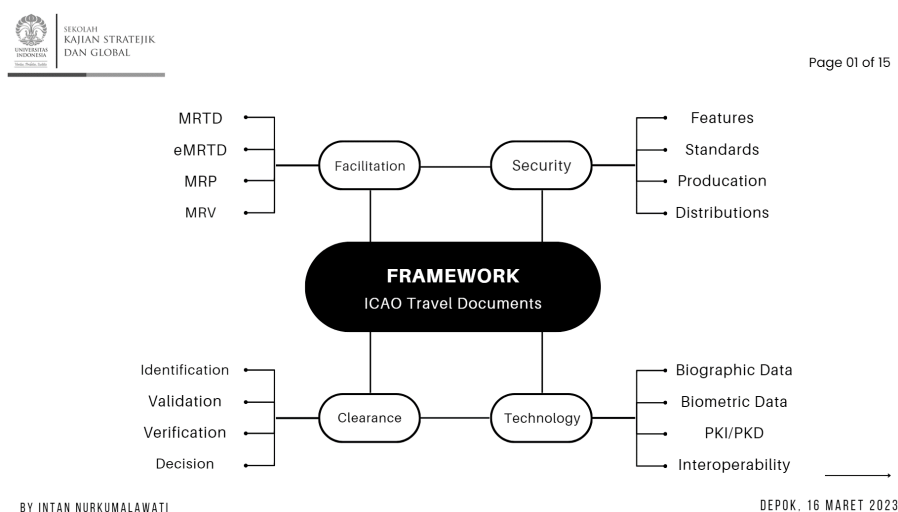 UNIVERSITAS
INDONESIA
SEKOLAH
KAJIAN STRATEJIK
DAN GLOBAL
Page 01 of 15
MRTD
eMRTD
MRP
MRV
Facilitation
Security
Features
Standards
Producation
Distributions
FRAMEWORK
ICAO Travel Documents
Identification
Validation
Verification
Decision
Clearance
Technology
Biographic Data
Biometric Data
PKI/PKD
Interoperability
BY INTAN NURKUMALAWATI
DEPOK, 16 MARET 2023